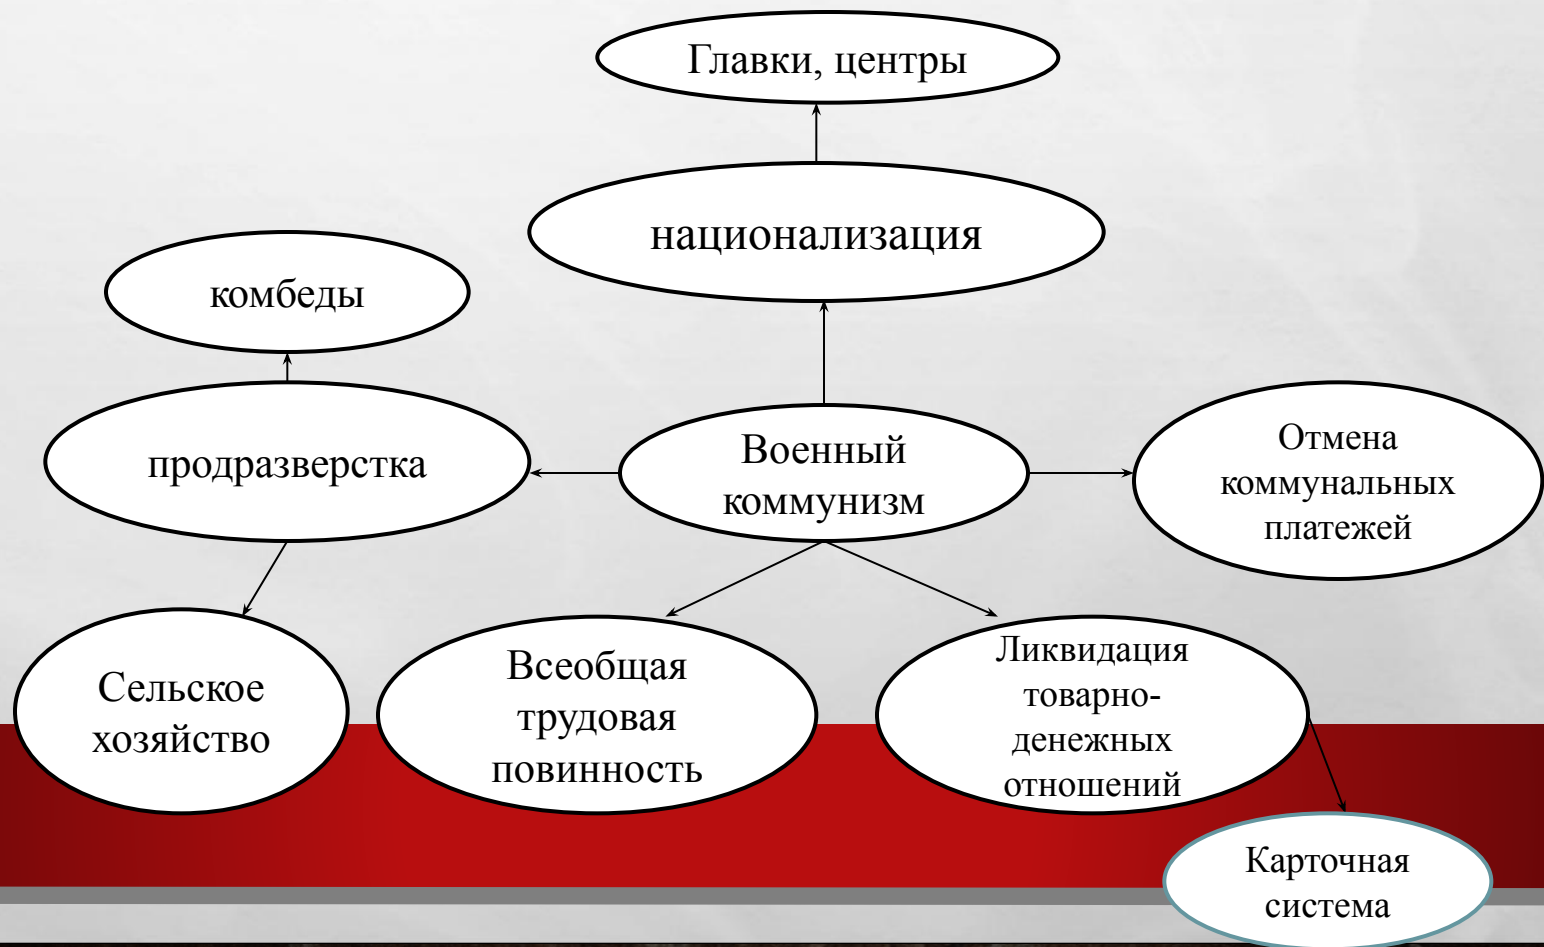 Главки, центры
национализация
комбеды
продразверстка
Военный
коммунизм
Отмена
коммунальных
платежей
Сельское
хозяйство
Всеобщая
трудовая
повинность
Ликвидация
товарно-
денежных
отношений
Карточная
система